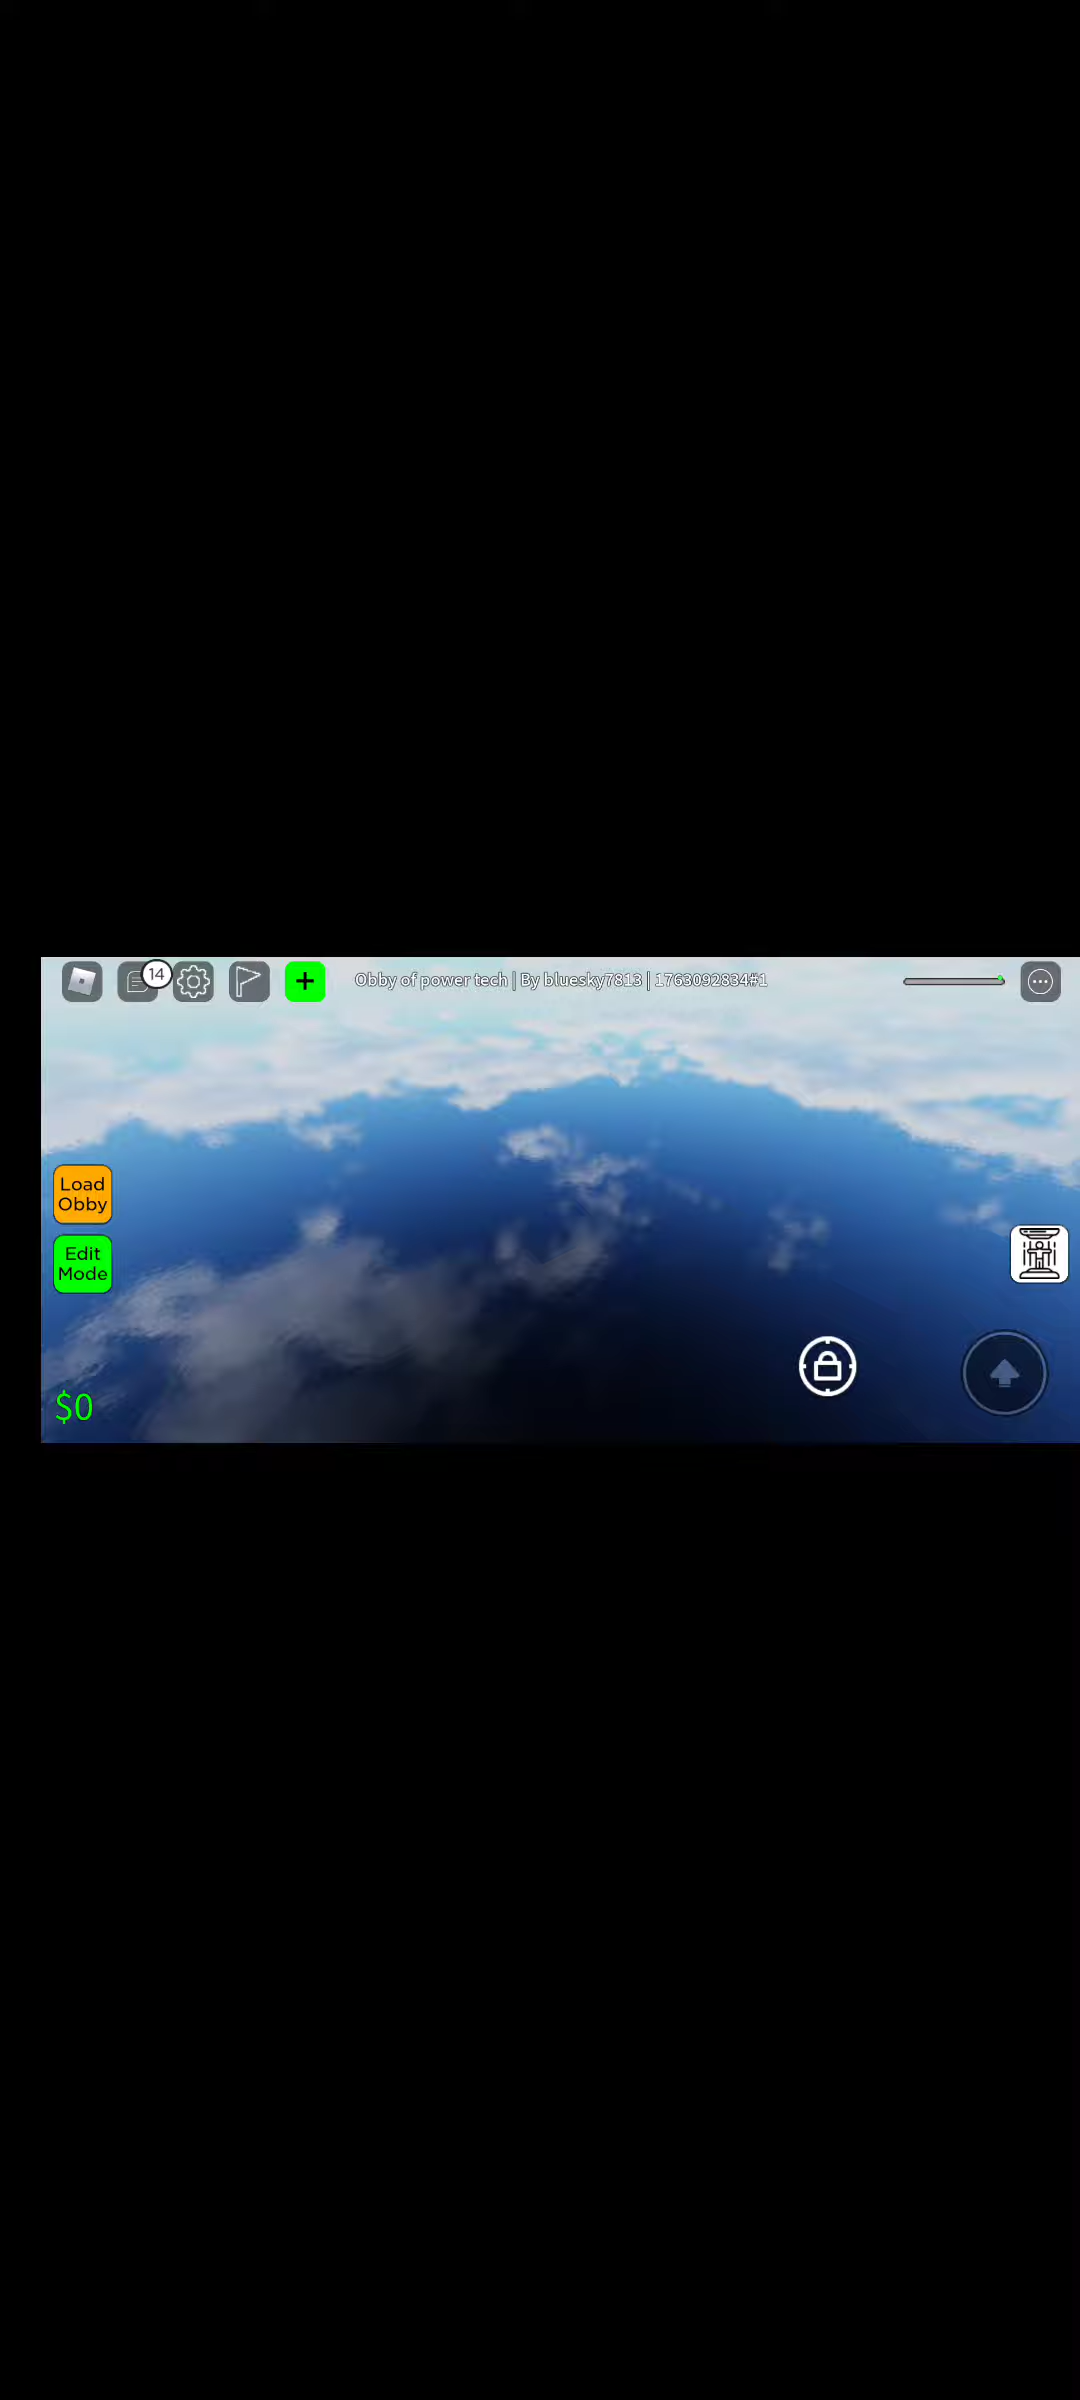 14
+
Obby of power tech | By bluesky7813 | 1763092834#1
Load
Obby
Edit
Mode
$0